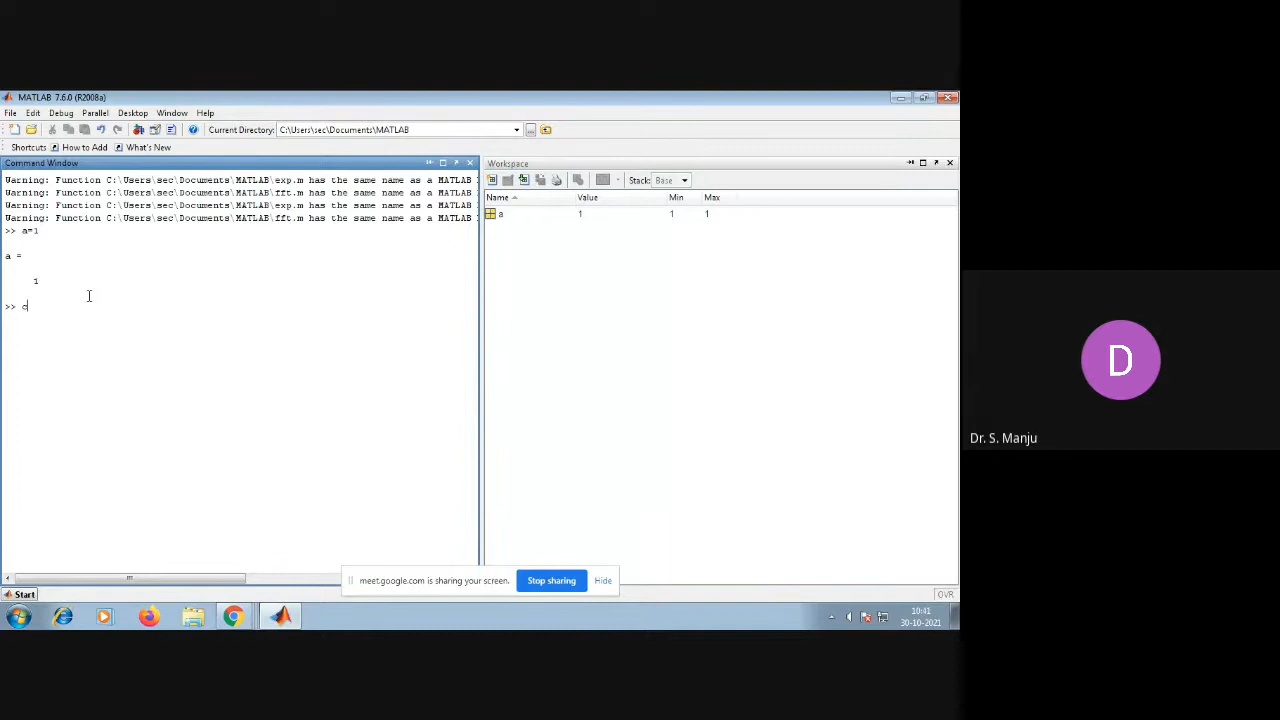 MATLAB 7.6.0 (R2008a)
File Edit Debug Parallel Desktop Window Help
Current Directory: C:\Users\sec\Documents\MATLAB
Shortcuts How to Add What's New
Command Window
Warning: Function C:\Users\sec\Documents\MATLAB\exp.m has the same name as a MATLAB
Warning: Function C:\Users\sec\Documents\MATLAB\fft.m has the same name as a MATLAB
Warning: Function C:\Users\sec\Documents\MATLAB\exp.m has the same name as a MATLAB
Warning: Function C:\Users\sec\Documents\MATLAB\fft.m has the same name as a MATLAB
>> a=1
a =
1
>> c
Workspace
Stack: Base
Name Value Min Max
a 1 1 1
meet.google.com is sharing your screen. Stop sharing Hide
Start
OVR
10:41
30-10-2021
D
Dr. S. Manju